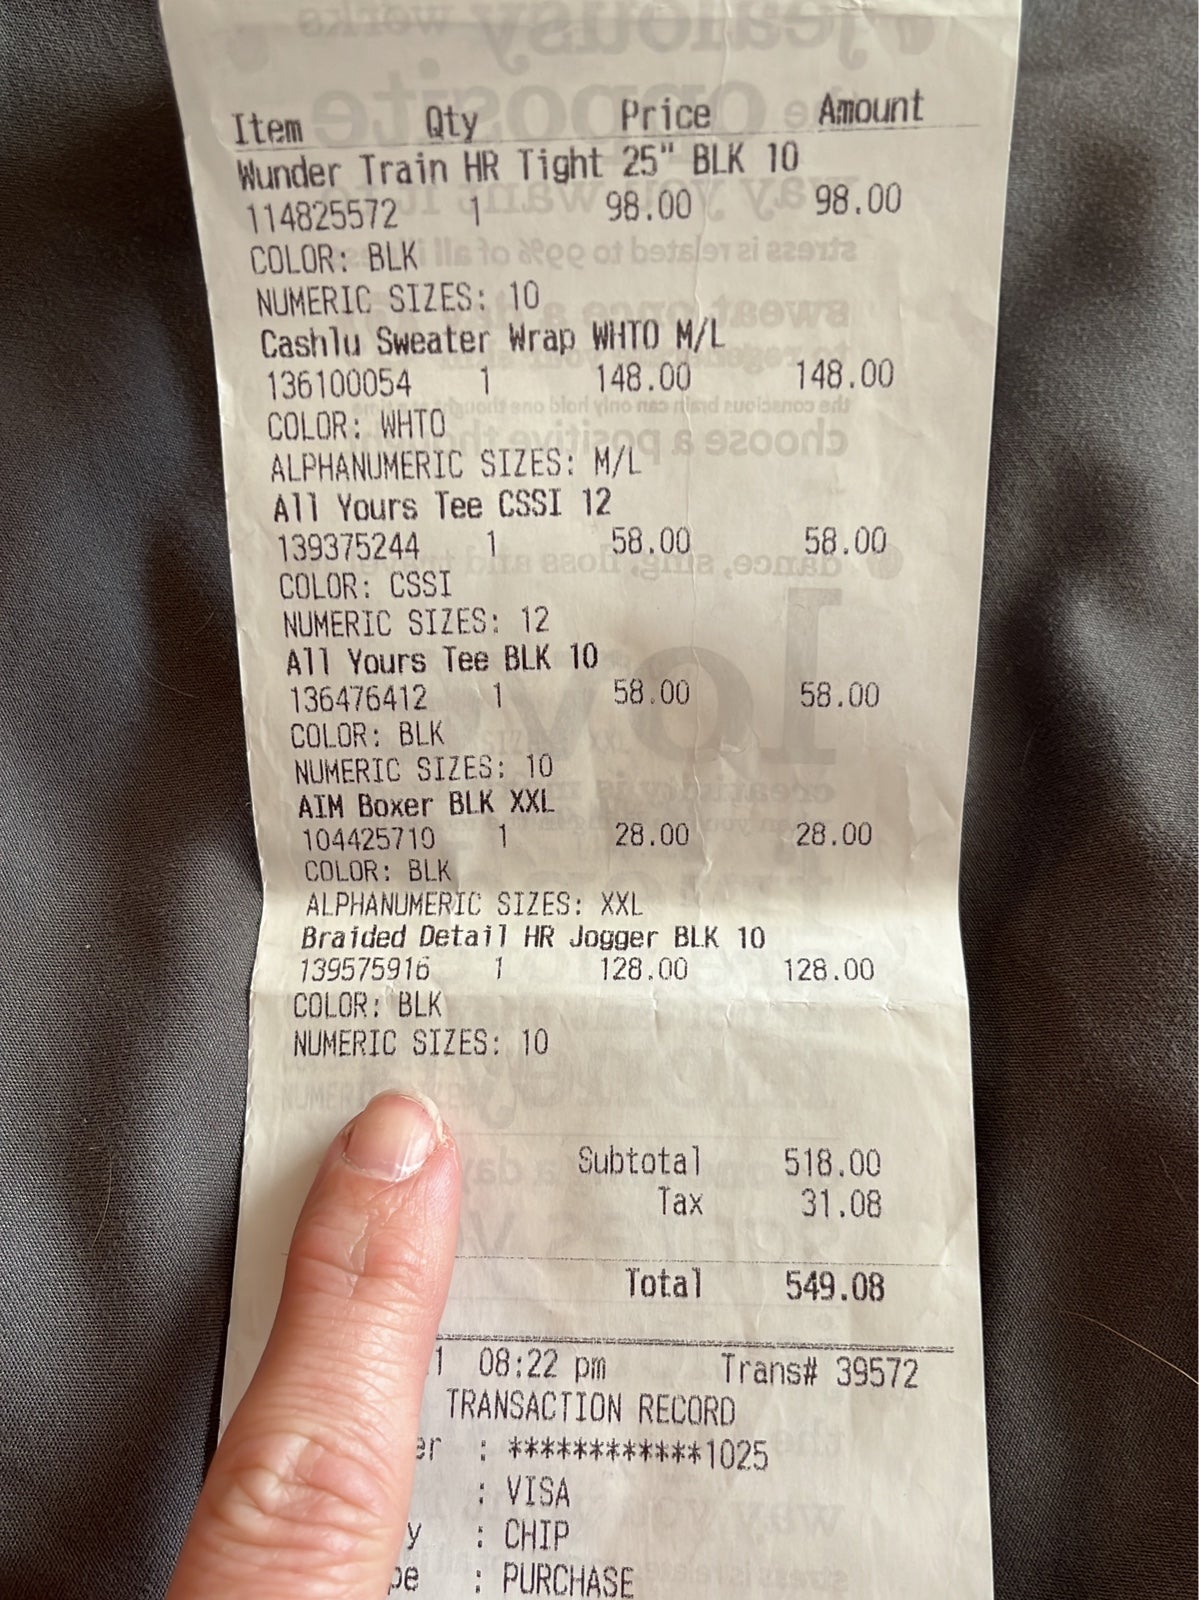 Item Qty Price Amount
Wunder Train HR Tight 25" BLK 10
114825572 1 98.00 98.00
COLOR: BLK
NUMERIC SIZES: 10
Cashlu Sweater Wrap WHTO M/L
136100054 1 148.00 148.00
COLOR: WHTO
ALPHANUMERIC SIZES: M/L
All Yours Tee CSSI 12
139375244 1 58.00 58.00
COLOR: CSSI
NUMERIC SIZES: 12
All Yours Tee BLK 10
136476412 1 58.00 58.00
COLOR: BLK
NUMERIC SIZES: 10
AIM Boxer BLK XXL
104425710 1 28.00 28.00
COLOR: BLK
ALPHANUMERIC SIZES: XXL
Braided Detail HR Jogger BLK 10
139575916 1 128.00 128.00
COLOR: BLK
NUMERIC SIZES: 10
Subtotal 518.00
Tax 31.08
Total 549.08
1 08:22 pm Trans# 39572
TRANSACTION RECORD
er : ************1025
: VISA
y : CHIP
pe : PURCHASE